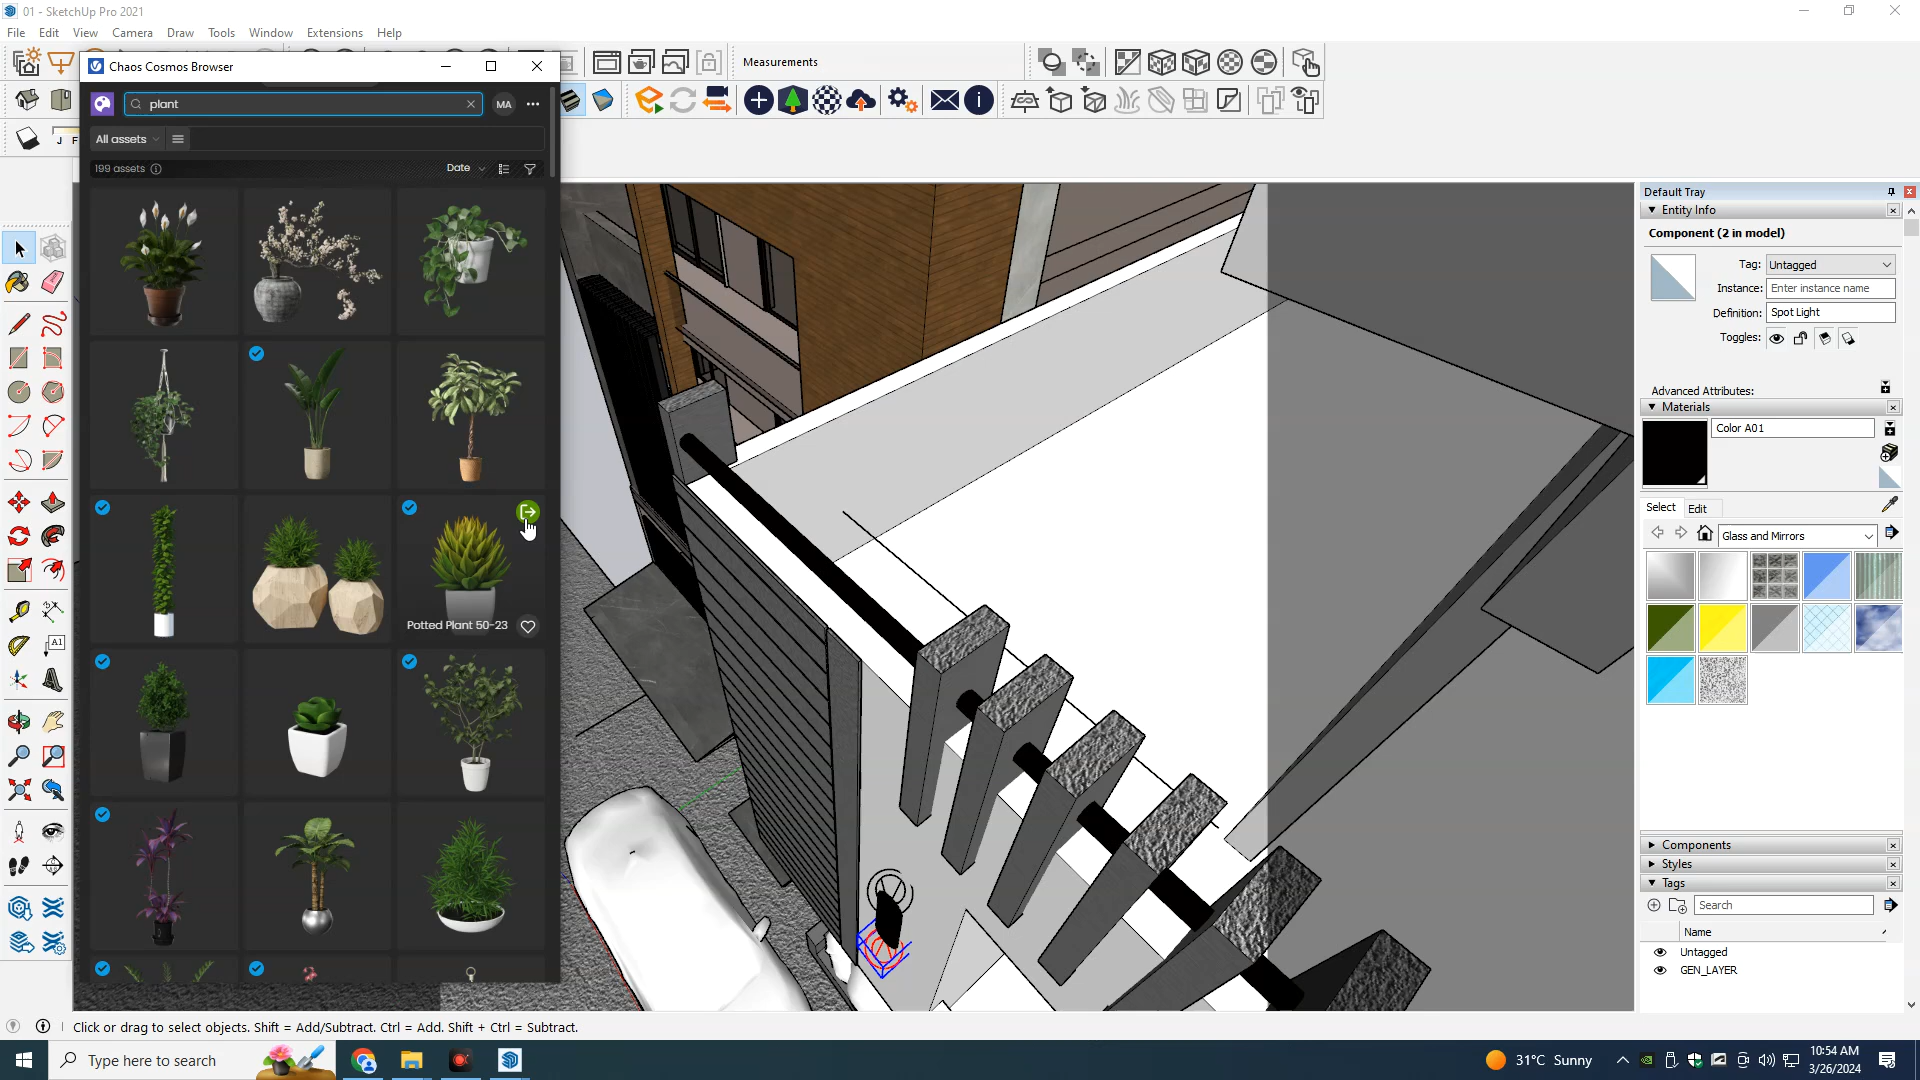 01 - SketchUp Pro 2021
File Edit View Camera Draw Tools Window Extensions Help
Chaos Cosmos Browser
Measurements
plant
MA
All assets
199 assets
Date
Potted Plant 50-23
J F
A1
Default Tray
Entity Info
Component (2 in model)
Tag: Untagged
Instance: Enter instance name
Definition: Spot Light
Toggles:
Advanced Attributes:
Materials
Color A01
Select Edit
Glass and Mirrors
Components
Styles
Tags
Search
Name
Untagged
GEN_LAYER
Click or drag to select objects. Shift = Add/Subtract. Ctrl = Add. Shift + Ctrl = Subtract.
Type here to search
31°C Sunny
10:54 AM
3/26/2024